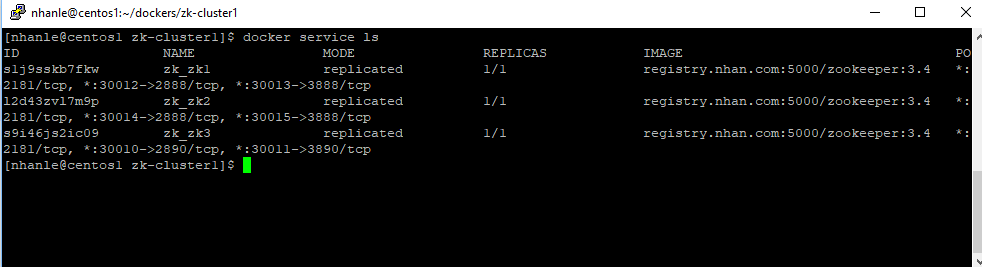 nhanle@centos1:~/dockers/zk-cluster1
[nhanle@centos1 zk-cluster1]$ docker service ls
ID NAME MODE REPLICAS IMAGE PO
s1j9sskb7fkw zk_zk1 replicated 1/1 registry.nhan.com:5000/zookeeper:3.4 *:
2181/tcp, *:30012->2888/tcp, *:30013->3888/tcp
l2d43zvl7m9p zk_zk2 replicated 1/1 registry.nhan.com:5000/zookeeper:3.4 *:
2181/tcp, *:30014->2888/tcp, *:30015->3888/tcp
s9i46js2ic09 zk_zk3 replicated 1/1 registry.nhan.com:5000/zookeeper:3.4 *:
2181/tcp, *:30010->2890/tcp, *:30011->3890/tcp
[nhanle@centos1 zk-cluster1]$